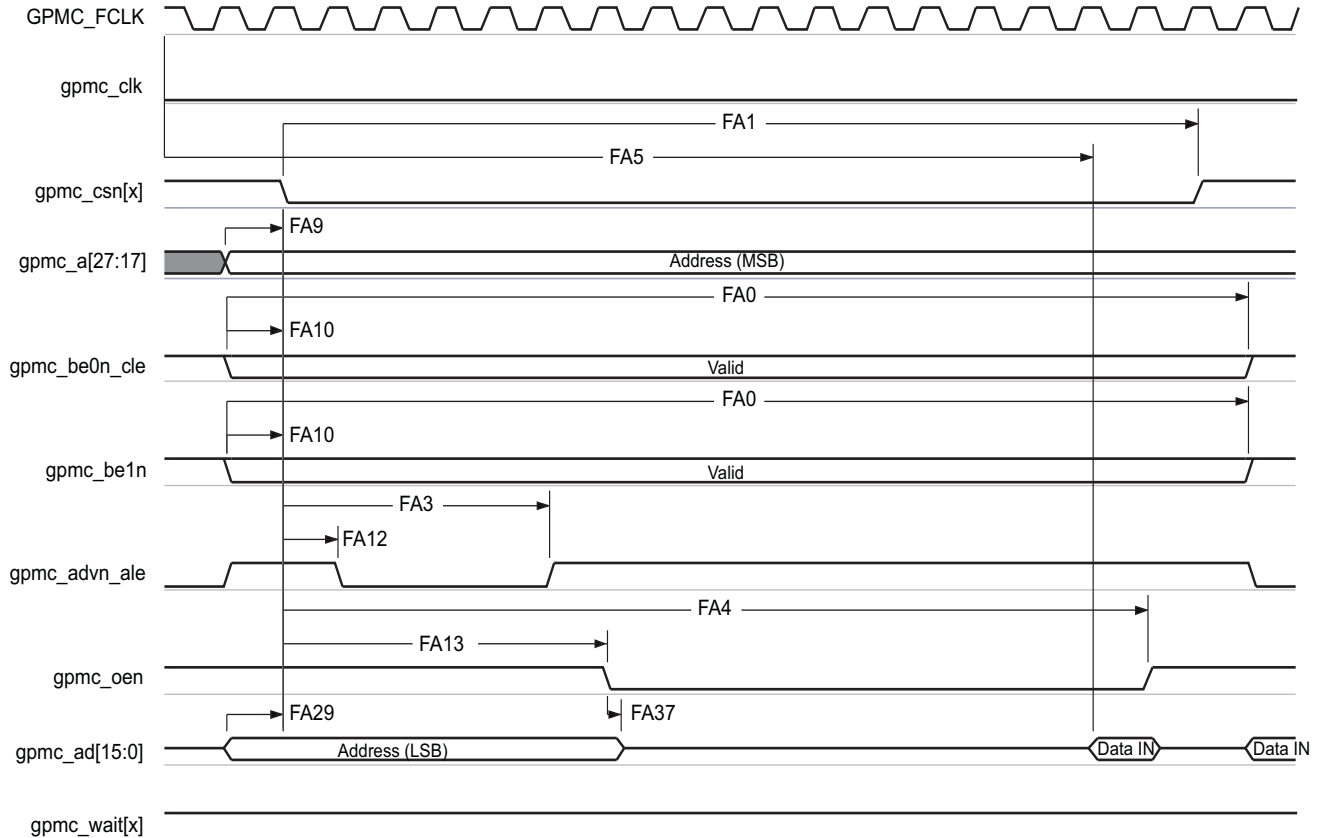 GPMC_FCLK
gpmc_clk
FA1
FA5
gpmc_csn[x]
FA9
gpmc_a[27:17]
Address (MSB)
FA0
FA10
gpmc_be0n_cle
Valid
FA0
FA10
gpmc_be1n
Valid
FA3
FA12
gpmc_advn_ale
FA4
FA13
gpmc_oen
FA29
FA37
gpmc_ad[15:0]
Address (LSB)
Data IN
Data IN
gpmc_wait[x]